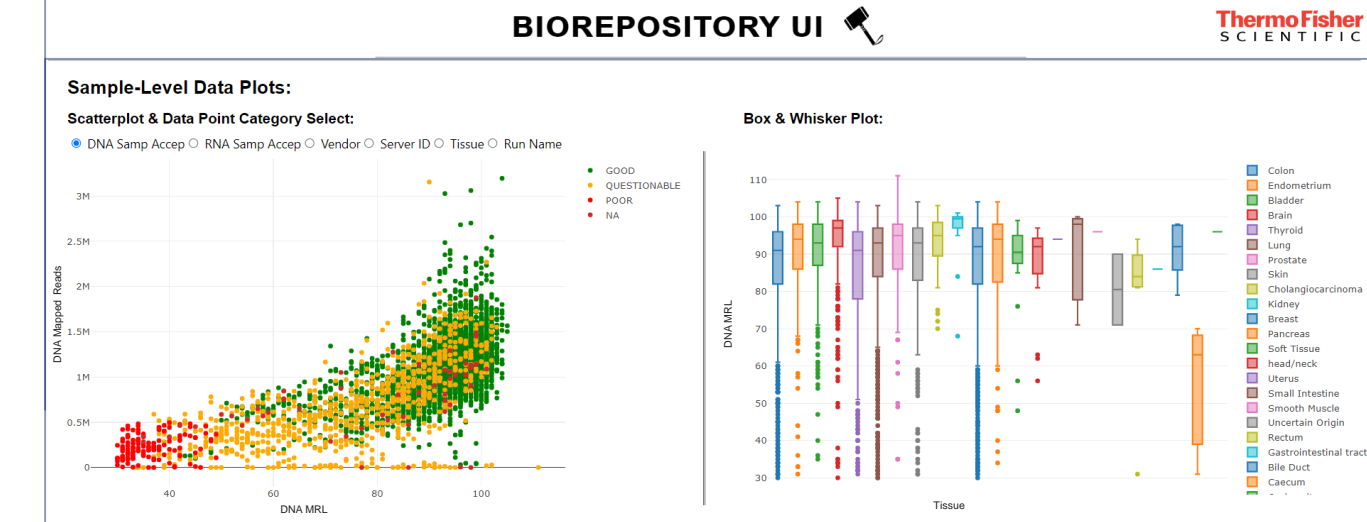 BIOREPOSITORY UI
ThermoFisher
SCIENTIFIC
Sample-Level Data Plots:
Scatterplot & Data Point Category Select:
DNA Samp Accep RNA Samp Accep Vendor Server ID Tissue Run Name
GOOD
QUESTIONABLE
POOR
NA
3M
2.5M
2M
1.5M
1M
0.5M
0
DNA Mapped Reads
40 60 80 100
DNA MRL
Box & Whisker Plot:
110
100
90
80
70
60
50
40
30
DNA MRL
Tissue
Colon
Endometrium
Bladder
Brain
Thyroid
Lung
Prostate
Skin
Cholangiocarcinoma
Kidney
Breast
Pancreas
Soft Tissue
head/neck
Uterus
Small Intestine
Smooth Muscle
Uncertain Origin
Rectum
Gastrointestinal tract
Bile Duct
Caecum